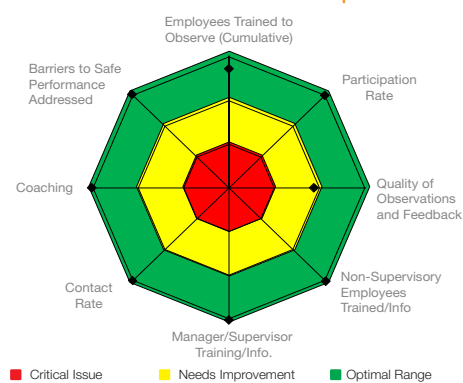 Employees Trained to
Observe (Cumulative)
Barriers to Safe
Performance
Addressed
Participation
Rate
Coaching
Quality of
Observations
and Feedback
Contact
Rate
Non-Supervisory
Employees
Trained/Info
Manager/Supervisor
Training/Info.
Critical Issue
Needs Improvement
Optimal Range